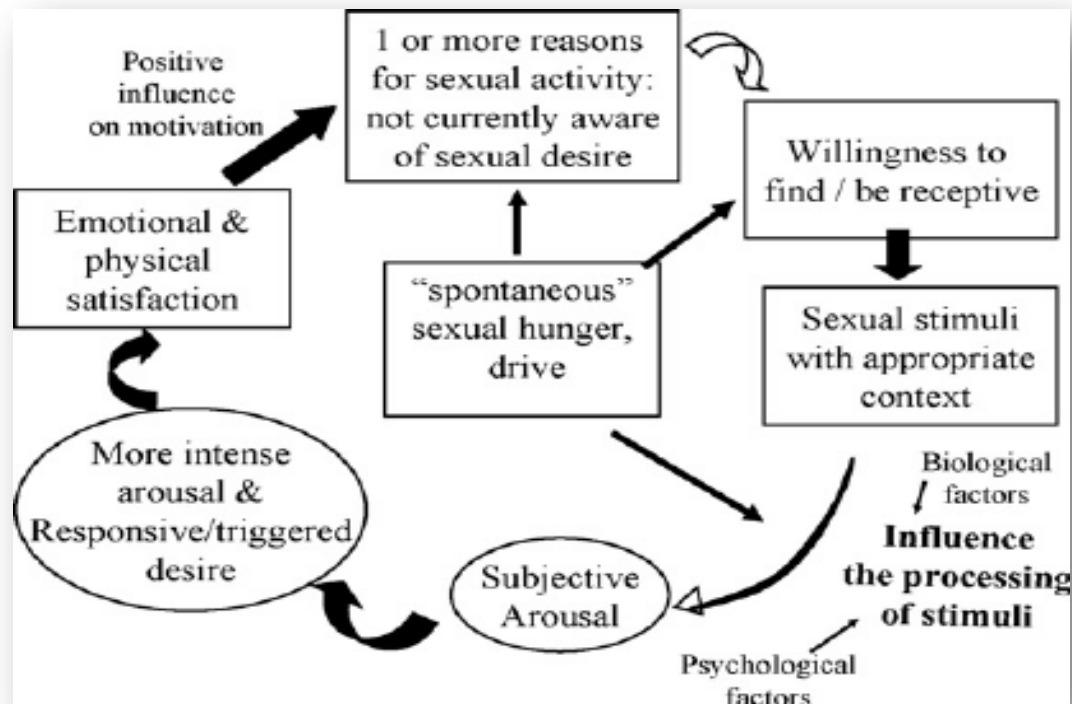 1 or more reasons
for sexual activity:
not currently aware
of sexual desire
Positive
influence
on motivation
Willingness to
find / be receptive
Emotional &
physical
satisfaction
“spontaneous”
sexual hunger,
drive
Sexual stimuli
with appropriate
context
More intense
arousal &
Responsive/triggered
desire
Biological
factors
Influence
the processing
of stimuli
Subjective
Arousal
Psychological
factors